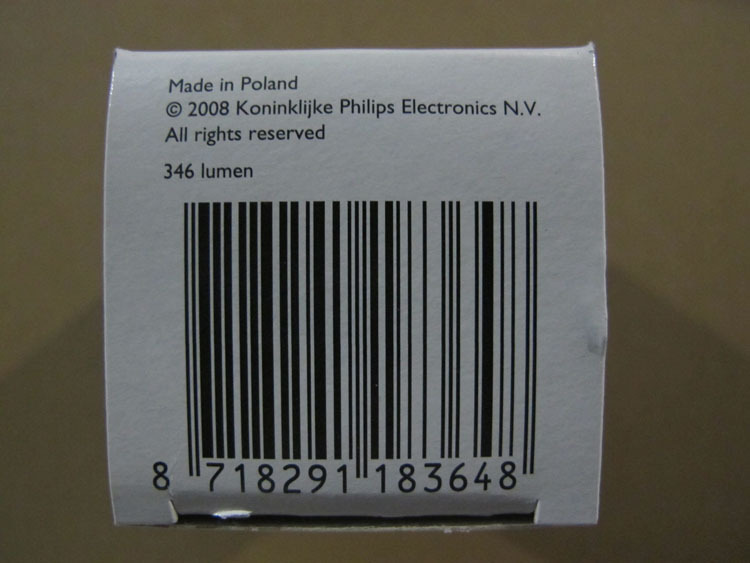 Made in Poland
© 2008 Koninklijke Philips Electronics N.V.
All rights reserved
346 lumen
8 718291 183648